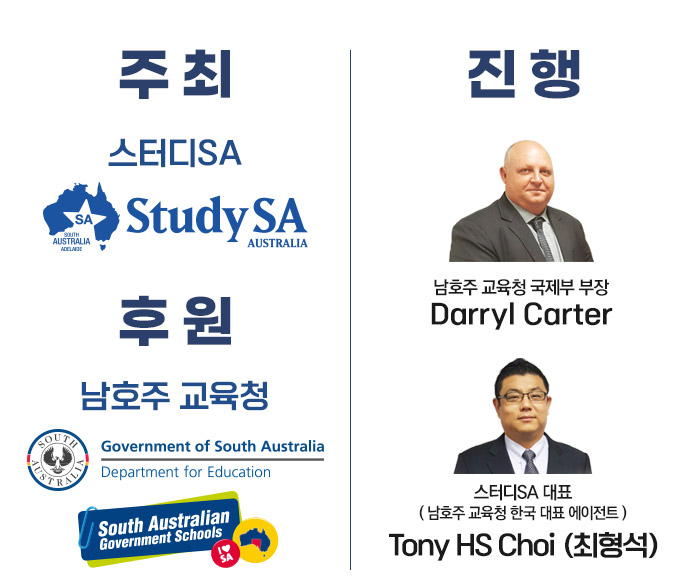 주최
스터디SA
SA
SOUTH
AUSTRALIA
ADELAIDE
Study SA
AUSTRALIA
후원
남호주 교육청
SOUTH AUSTRALIA
Government of South Australia
Department for Education
South Australian
Government Schools
I ♥
SA
진행
남호주 교육청 국제부 부장
Darryl Carter
스터디SA 대표
( 남호주 교육청 한국 대표 에이전트 )
Tony HS Choi (최형석)